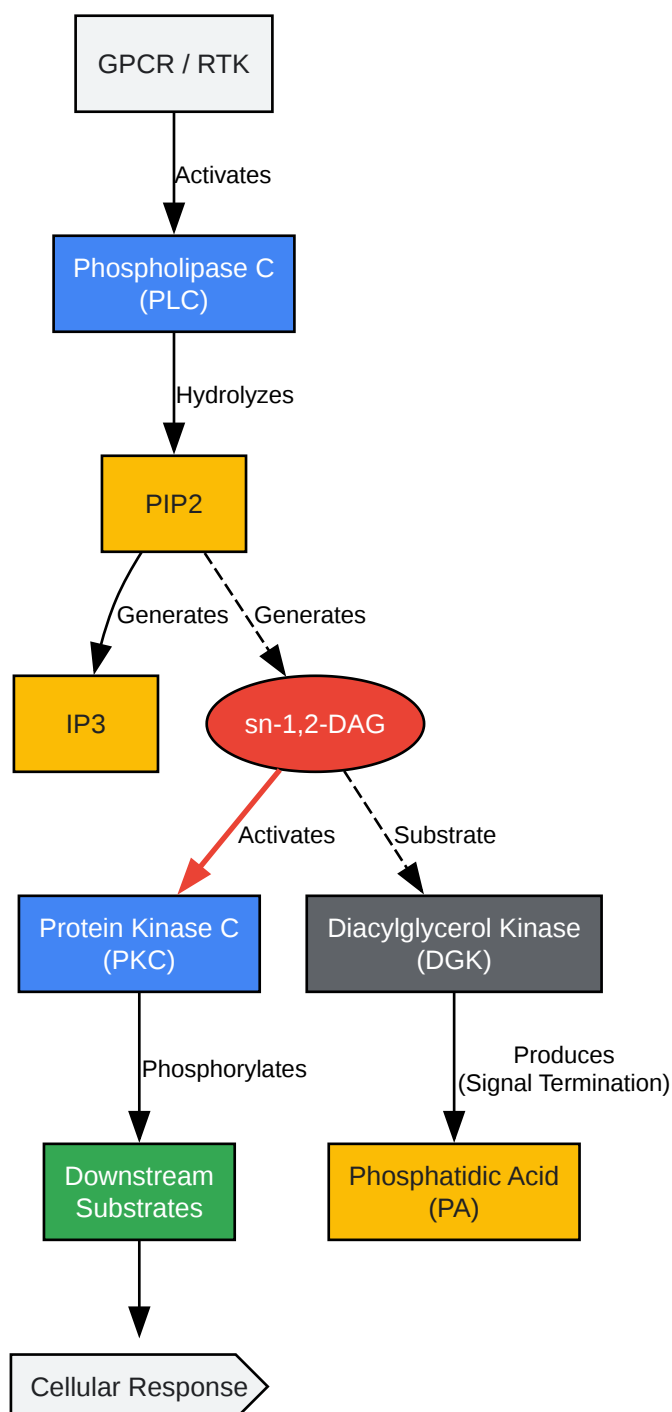 GPCR / RTK
Activates
Phospholipase C
(PLC)
Hydrolyzes
PIP2
Generates
Generates
IP3
sn-1,2-DAG
Activates
Substrate
Protein Kinase C
(PKC)
Diacylglycerol Kinase
(DGK)
Phosphorylates
Produces
(Signal Termination)
Downstream
Substrates
Phosphatidic Acid
(PA)
Cellular Response